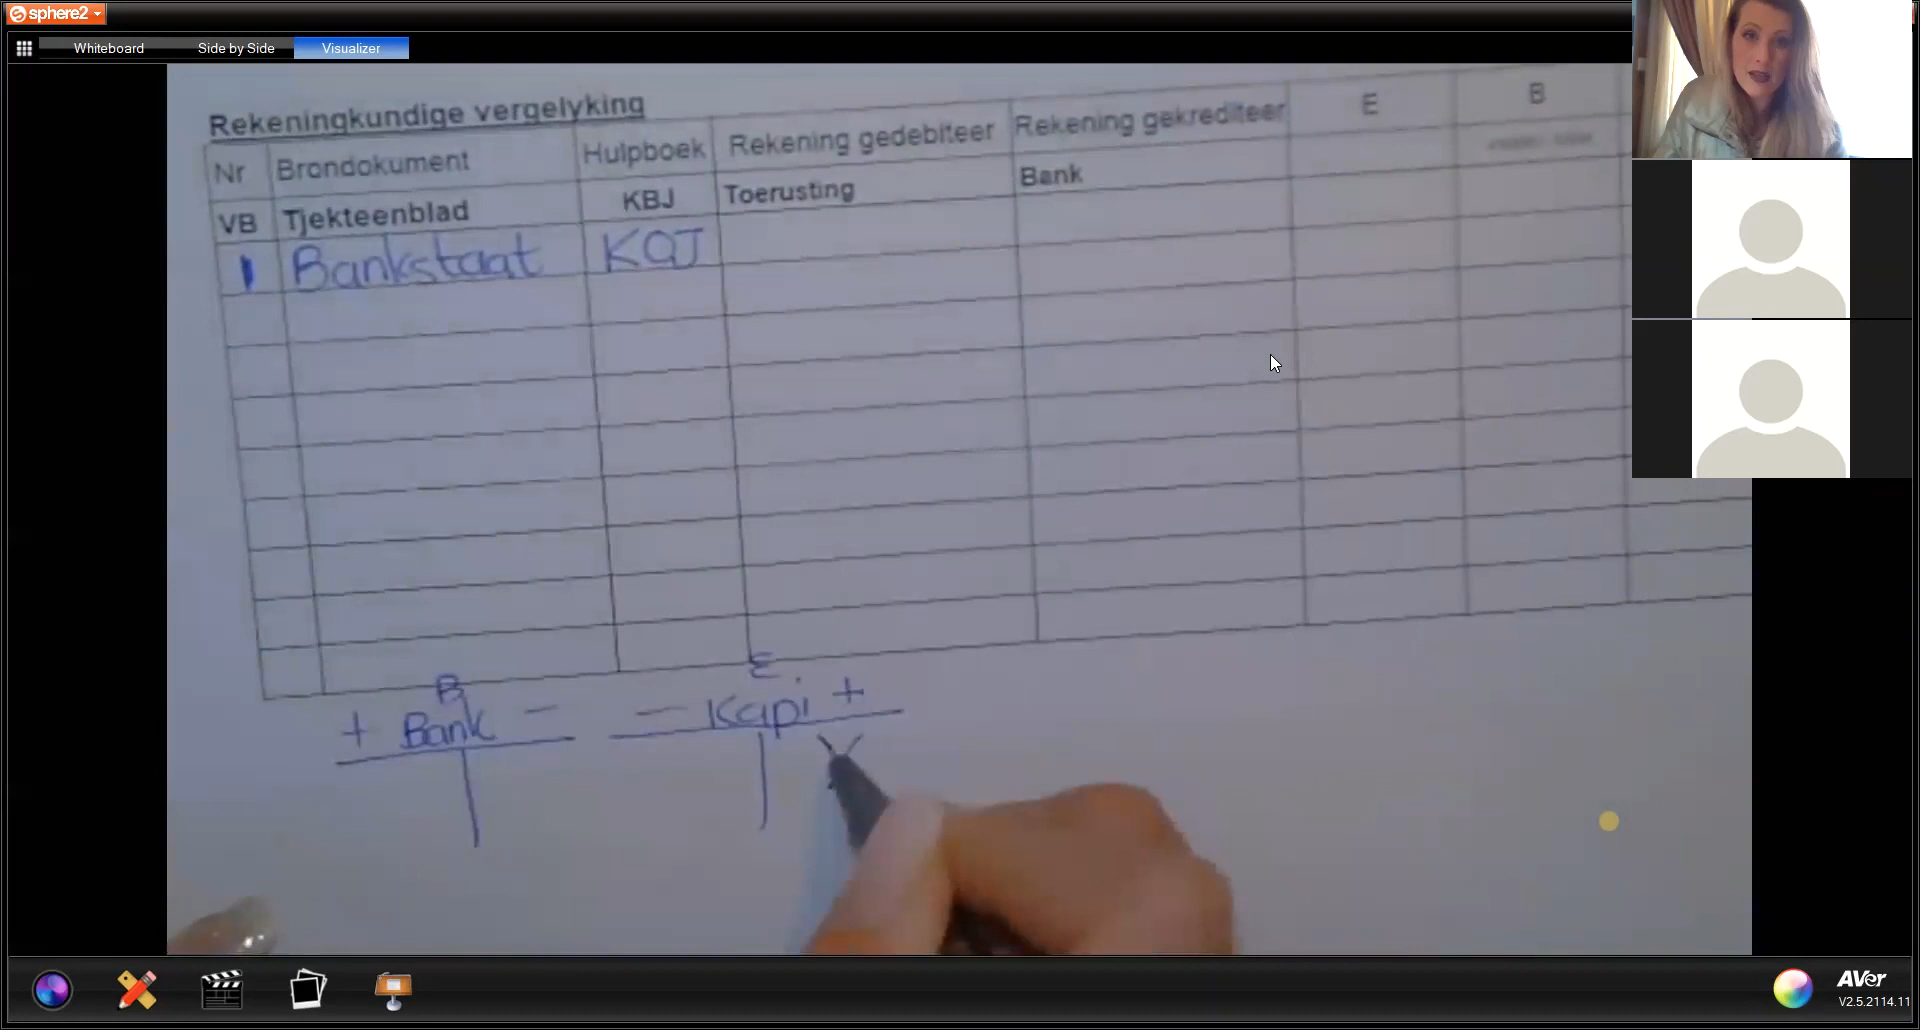 sphere2
Whiteboard Side by Side Visualizer
Rekeningkundige vergelyking
Nr Brondokument Hulpboek Rekening gedebiteer Rekening gekrediteer E B
VB Tjekteenblad KBJ Toerusting Bank
1 Bankstaat KOJ
B E
+ Bank - - Kapi +
AVer
V2.5.2114.11